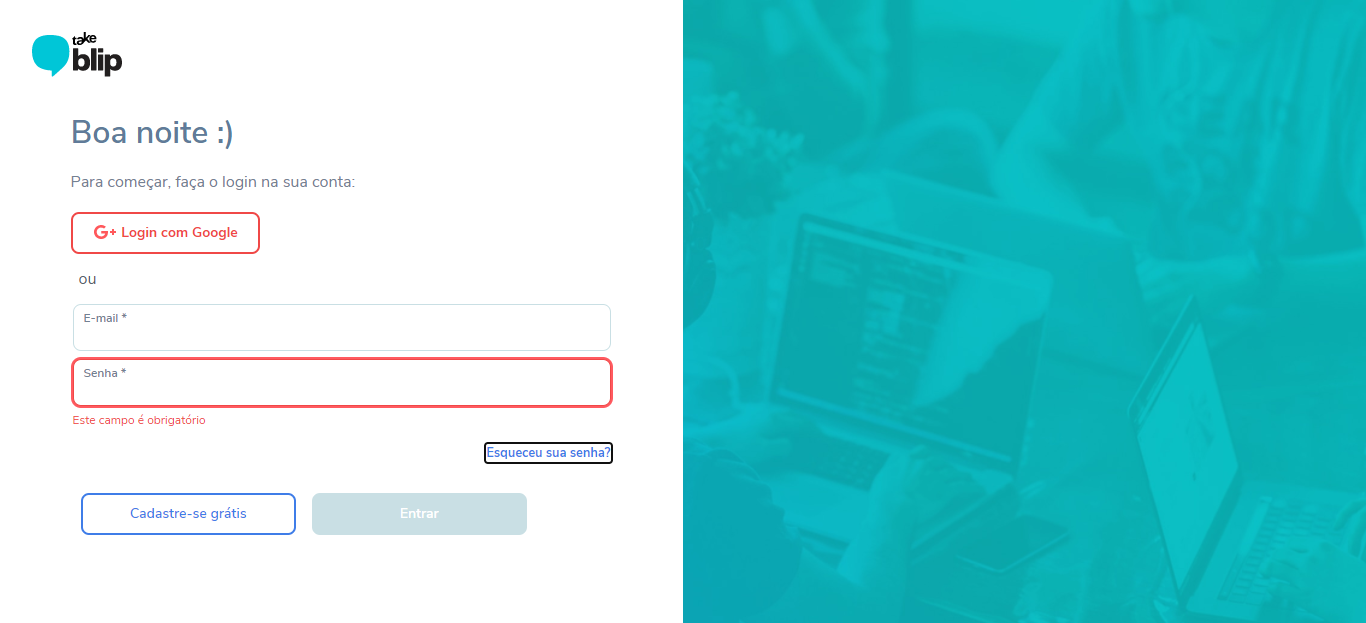 take
blip
Boa noite :)
Para começar, faça o login na sua conta:
G+ Login com Google
ou
E-mail *
Senha *
Este campo é obrigatório
Esqueceu sua senha?
Cadastre-se grátis
Entrar